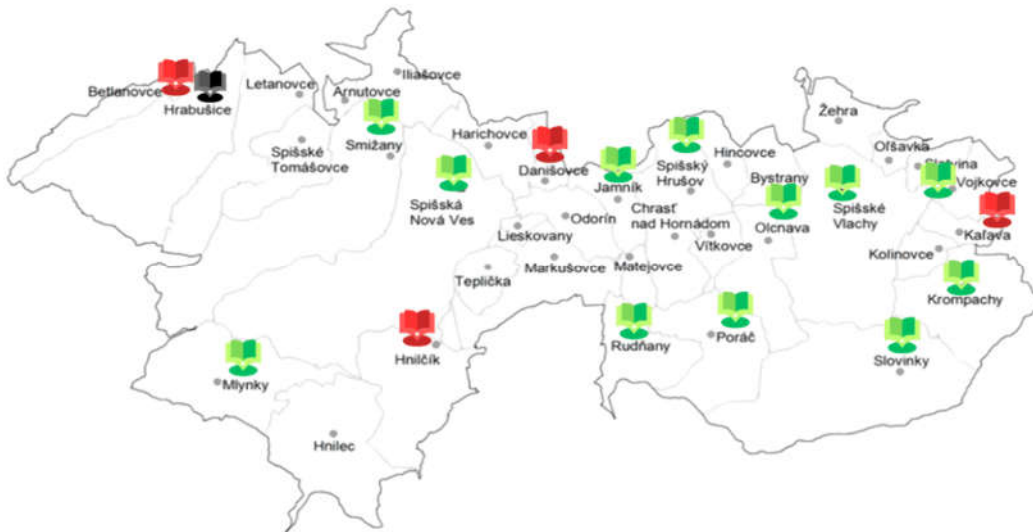 Iliašovce
Letanovce
Arnutovce
Betlanovce
Hrabušice
Žehra
Harichovce
Spišské
Tomášovce
Smižany
Spišský
Hrušov
Hincovce
Oľšavka
Slatvina
Danišovce
Jamník
Bystrany
Vojkovce
Spišská
Nová Ves
Odorín
Chrasť
nad Hornádom
Olcnava
Spišské
Vlachy
Lieskovany
Vítkovce
Kaľava
Kolinovce
Markušovce
Matejovce
Teplička
Krompachy
Rudňany
Poráč
Hnilčík
Slovinky
Mlynky
Hnilec